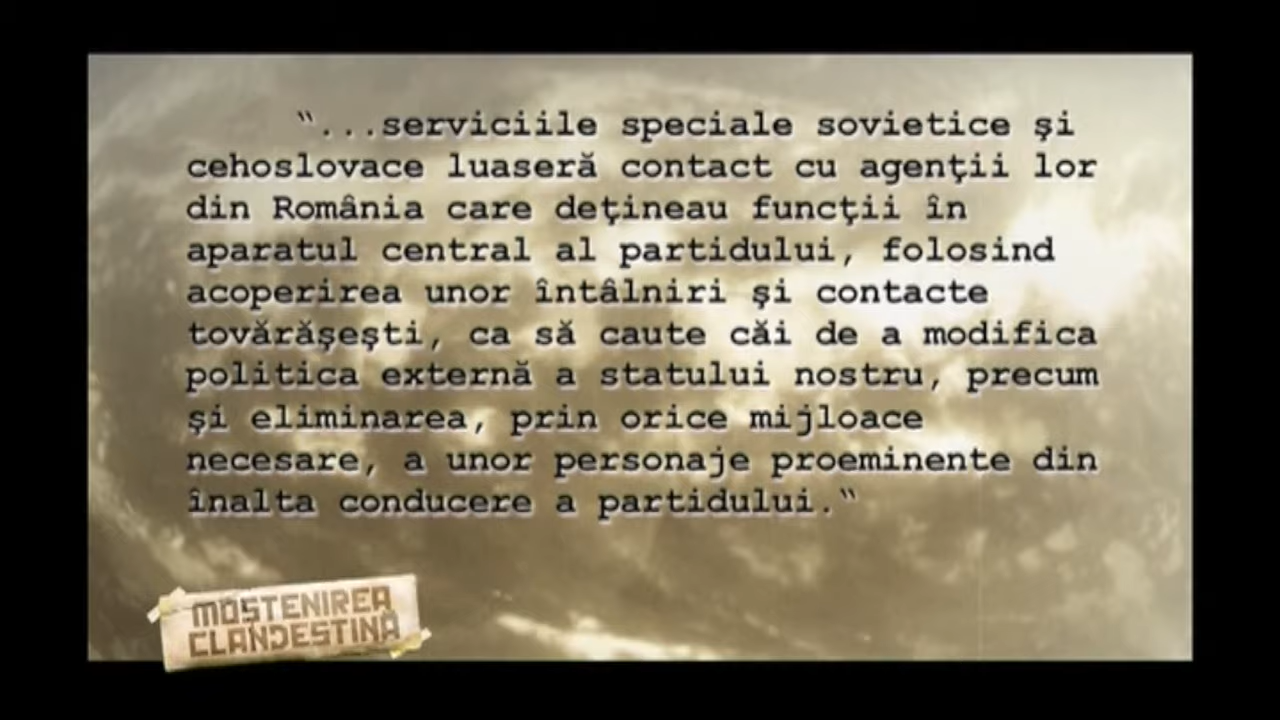 “...serviciile speciale sovietice şi
cehoslovace luaseră contact cu agenţii lor
din România care deţineau funcţii în
aparatul central al partidului, folosind
acoperirea unor întâlniri şi contacte
tovărăşeşti, ca să caute căi de a modifica
politica externă a statului nostru, precum
şi eliminarea, prin orice mijloace
necesare, a unor personaje proeminente din
înalta conducere a partidului.“
MOŞTENIREA
CLANDESTINĂ